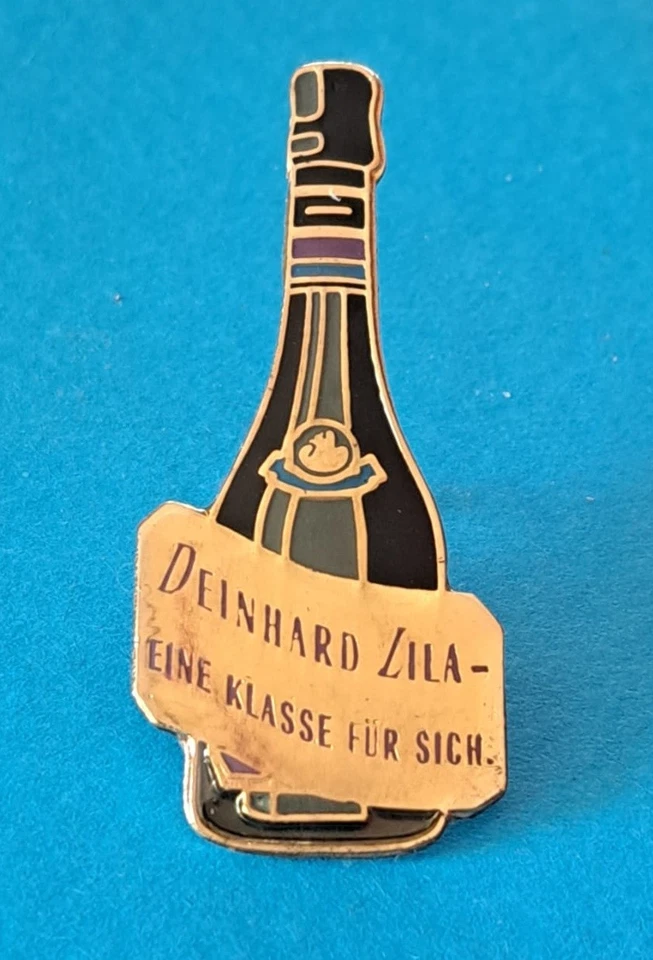 DEINHARD LILA-
EINE KLASSE FÜR SICH.